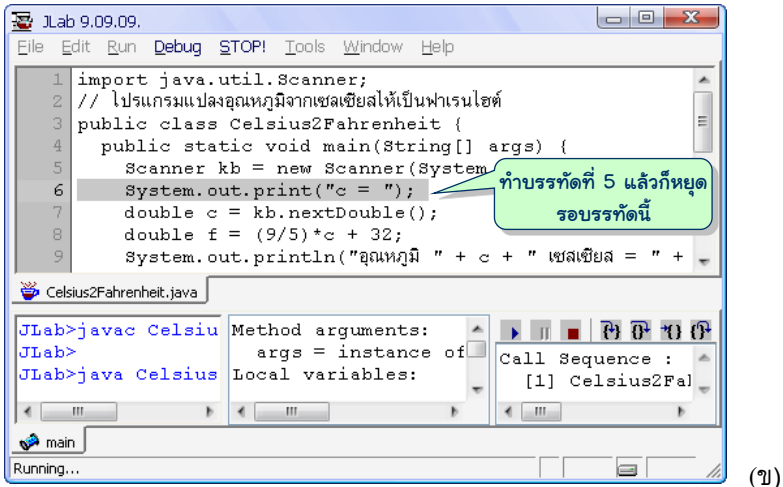 JLab 9.09.09.
File Edit Run Debug STOP! Tools Window Help
1 import java.util.Scanner;
2 // โปรแกรมแปลงอุณหภูมิจากเซลเซียสให้เป็นฟาเรนไฮต์
3 public class Celsius2Fahrenheit {
4 public static void main(String[] args) {
5 Scanner kb = new Scanner(System
6 System.out.print("c = ");
7 double c = kb.nextDouble();
8 double f = (9/5)*c + 32;
9 System.out.println("อุณหภูมิ " + c + " เซสเซียส = " +
ทำบรรทัดที่ 5 แล้วก็หยุด
รอบรรทัดนี้
Celsius2Fahrenheit.java
JLab>javac Celsiu
JLab>
JLab>java Celsius
Method arguments:
args = instance of
Local variables:
Call Sequence :
[1] Celsius2Fa
main
Running...
(ข)